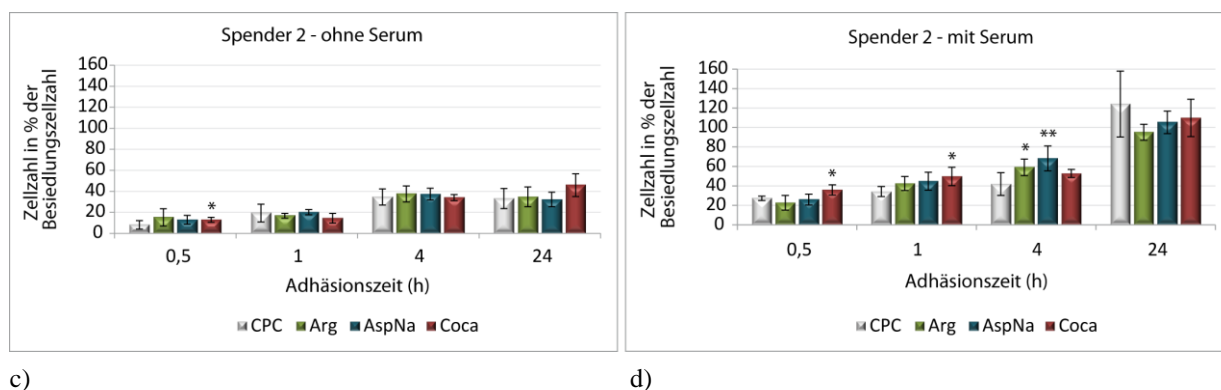 Spender 2 - ohne Serum
Zellzahl in % der
Besiedlungszellzahl
160
140
120
100
80
60
40
20
0
*
0,5 1 4 24
Adhäsionszeit (h)
CPC Arg AspNa Coca
c)
Spender 2 - mit Serum
Zellzahl in % der
Besiedlungszellzahl
160
140
120
100
80
60
40
20
0
* * * **
0,5 1 4 24
Adhäsionszeit (h)
CPC Arg AspNa Coca
d)